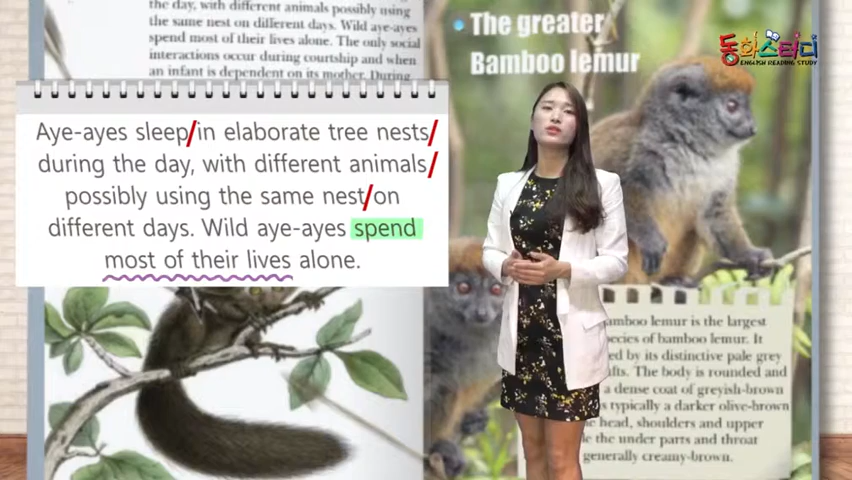 the day, with different animals possibly using
the same nest on different days. Wild aye-ayes
spend most of their lives alone. The only social
interactions occur during courtship and when
an infant is dependent on its mother. During
The greater
Bamboo lemur
동화스터디
ENGLISH READING STUDY
Aye-ayes sleep/in elaborate tree nests/
during the day, with different animals/
possibly using the same nest/on
different days. Wild aye-ayes spend
most of their lives alone.
bamboo lemur is the largest
species of bamboo lemur. It
by its distinctive pale grey
The body is rounded and
a dense coat of greyish-brown
is typically a darker olive-brown
head, shoulders and upper
the under parts and throat
generally creamy-brown.